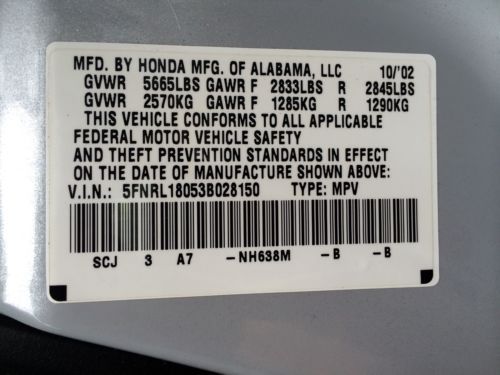 MFD. BY HONDA MFG. OF ALABAMA, LLC 10/'02
GVWR 5665LBS GAWR F 2833LBS R 2845LBS
GVWR 2570KG GAWR F 1285KG R 1290KG
THIS VEHICLE CONFORMS TO ALL APPLICABLE
FEDERAL MOTOR VEHICLE SAFETY
AND THEFT PREVENTION STANDARDS IN EFFECT
ON THE DATE OF MANUFACTURE SHOWN ABOVE:
V.I.N.: 5FNRL18053B028150 TYPE: MPV
SCJ 3 A7 -NH638M -B -B